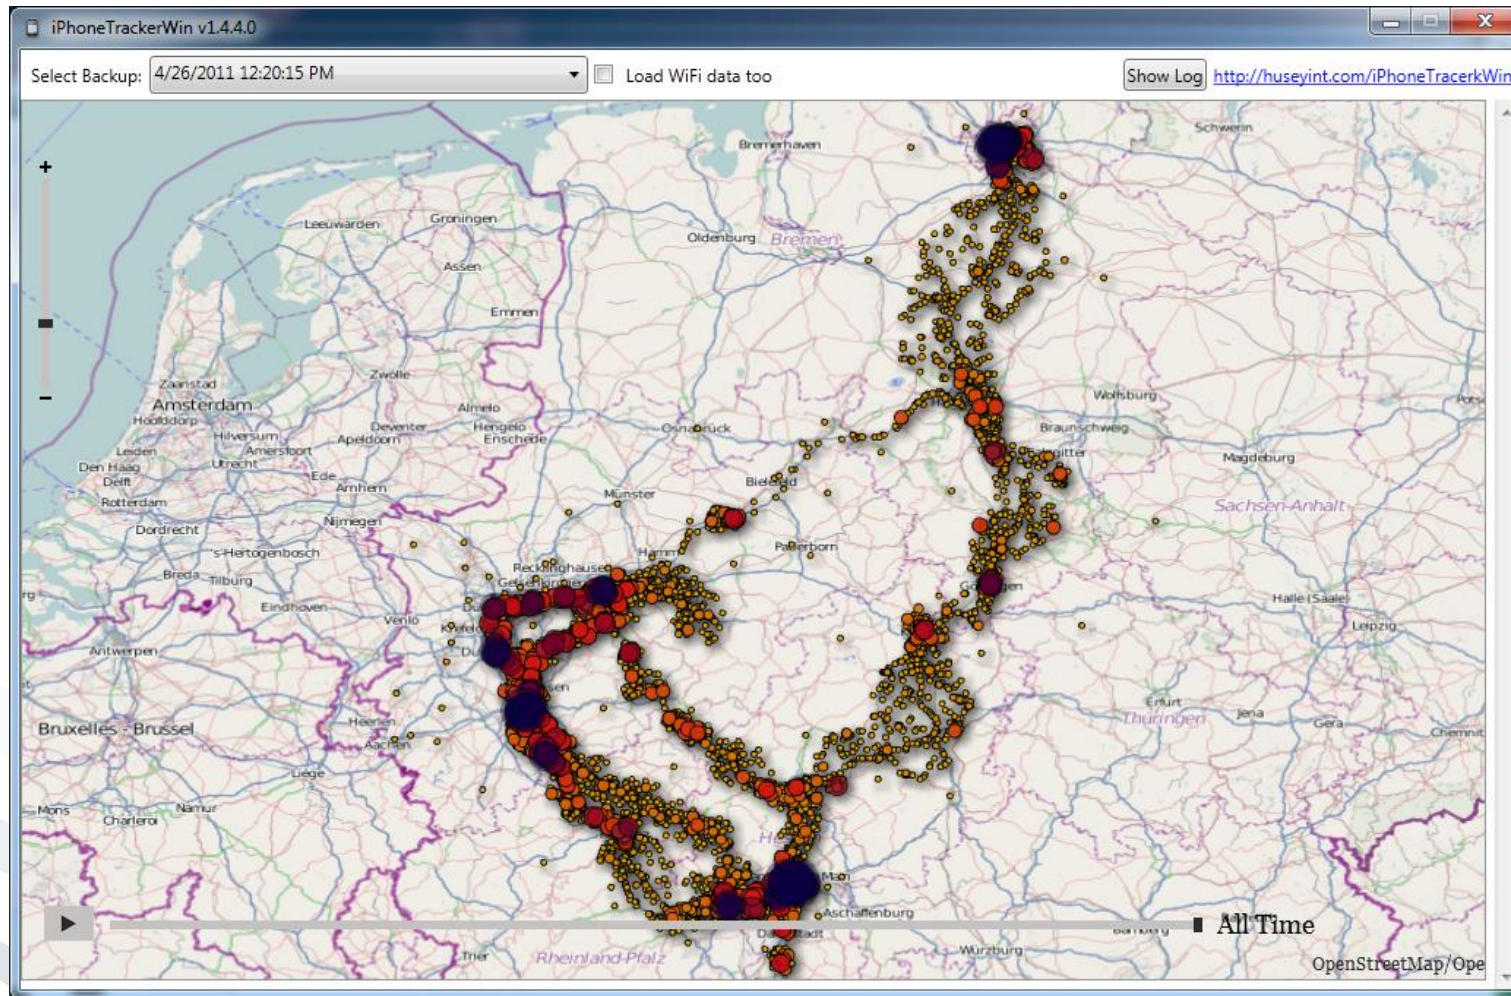 iPhoneTrackerWin v1.4.4.0
Select Backup: 4/26/2011 12:20:15 PM Load WiFi data too Show Log http://huseyint.com/iPhoneTracerkWin
Schwerin
Bremerhaven
+
Leeuwarden Groningen
Oldenburg Bremen
Assen
Emmen
Zwolle
Zaanstad
Wolfsburg
Amsterdam Almelo
Hoofddorp Deventer Hengelo Osnabrück Braunschweig
Hilversum Apeldoorn Enschede
Leiden Amersfoort
Utrecht Magdeburg
Den Haag Ede
Delft Arnhem Bielefeld
Rotterdam Münster
Sachsen-Anhalt
Dordrecht Nijmegen
's-Hertogenbosch Hamm Paderborn
Breda Tilburg
Eindhoven Halle (Saale)
Venlo
Leipzig
Antwerpen
Erfurt
Heerlen Thüringen Jena Gera
Bruxelles - Brussel Chemnit
Aachen
Liège
Mons Namur
Charleroi
Main
Aschaffenburg
All Time
Trier Rheinland-Pfalz Würzburg
OpenStreetMap/Ope